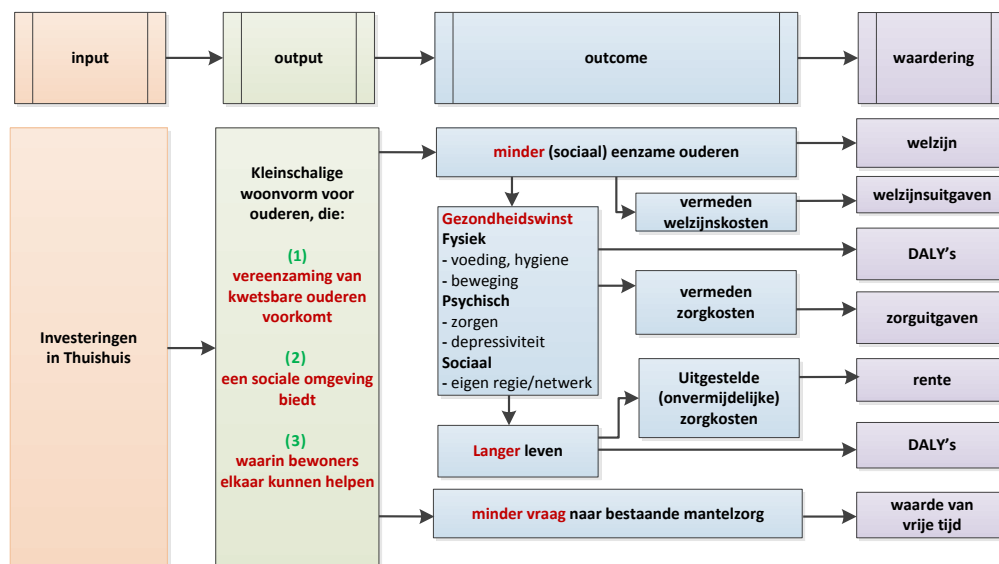 input
output
outcome
waardering
Investeringen
in Thuishuis
Kleinschalige
woonvorm voor
ouderen, die:
(1)
vereenzaming van
kwetsbare ouderen
voorkomt
(2)
een sociale omgeving
biedt
(3)
waarin bewoners
elkaar kunnen helpen
minder (sociaal) eenzame ouderen
vermeden
welzijnskosten
Gezondheidswinst
Fysiek
- voeding, hygiene
- beweging
Psychisch
- zorgen
- depressiviteit
Sociaal
- eigen regie/netwerk
vermeden
zorgkosten
Uitgestelde
(onvermijdelijke)
zorgkosten
Langer leven
minder vraag naar bestaande mantelzorg
welzijn
welzijnsuitgaven
DALY's
zorguitgaven
rente
DALY's
waarde van
vrije tijd